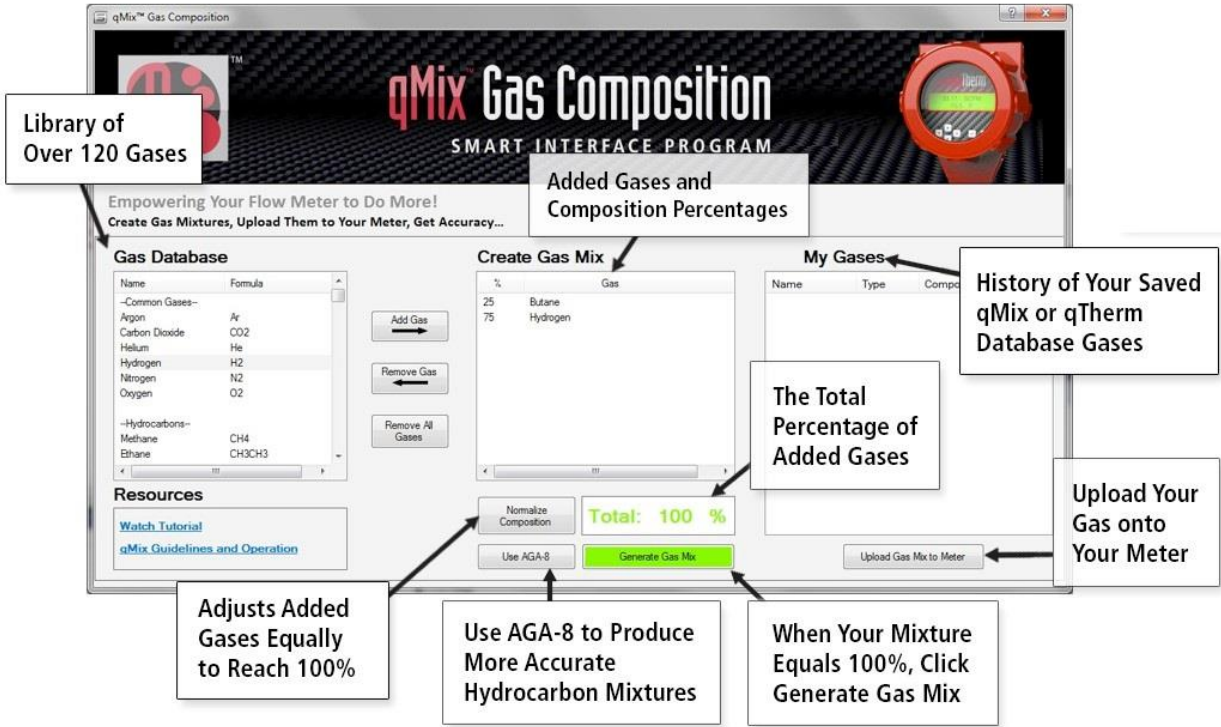 qMix™ Gas Composition
TM
qMix™ Gas Composition
SMART INTERFACE PROGRAM
Therm
Library of
Over 120 Gases
Empowering Your Flow Meter to Do More!
Create Gas Mixtures, Upload Them to Your Meter, Get Accuracy...
Added Gases and
Composition Percentages
Gas Database
Name Formula
--Common Gases--
Argon Ar
Carbon Dioxide CO2
Helium He
Hydrogen H2
Nitrogen N2
Oxygen O2
--Hydrocarbons--
Methane CH4
Ethane CH3CH3
Add Gas
Remove Gas
Remove All
Gases
Create Gas Mix
% Gas
25 Butane
75 Hydrogen
My Gases
Name Type Compo
History of Your Saved
qMix or qTherm
Database Gases
The Total
Percentage of
Added Gases
Resources
Watch Tutorial
qMix Guidelines and Operation
Normalize
Composition
Total: 100 %
Use AGA-8
Generate Gas Mix
Upload Gas Mix to Meter
Upload Your
Gas onto
Your Meter
Adjusts Added
Gases Equally
to Reach 100%
Use AGA-8 to Produce
More Accurate
Hydrocarbon Mixtures
When Your Mixture
Equals 100%, Click
Generate Gas Mix